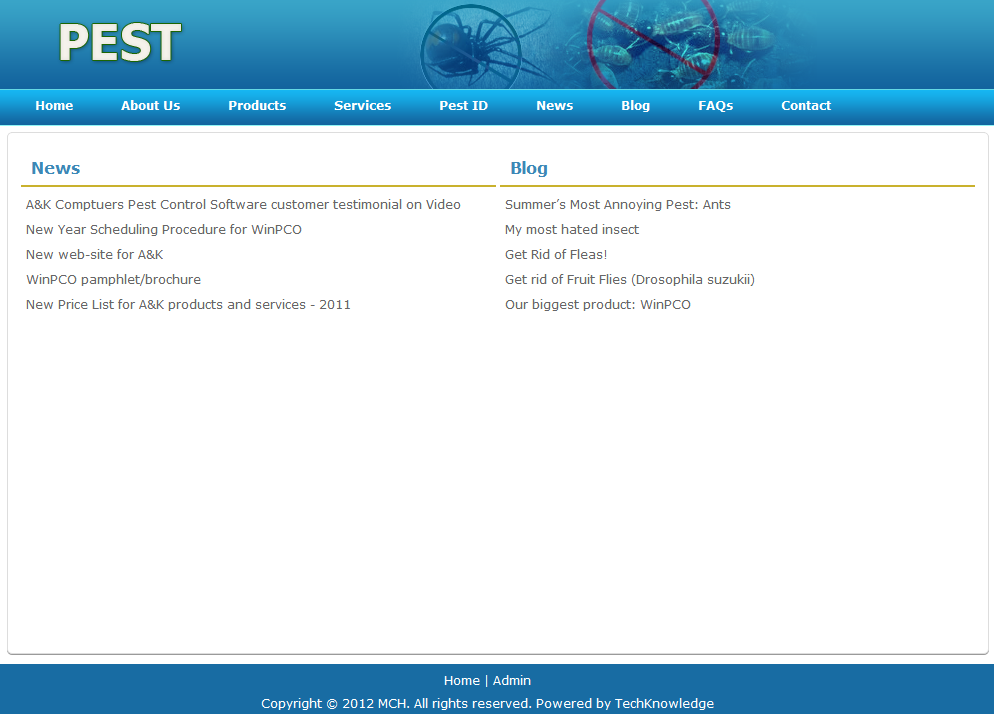 PEST
Home About Us Products Services Pest ID News Blog FAQs Contact
News
A&K Comptuers Pest Control Software customer testimonial on Video
New Year Scheduling Procedure for WinPCO
New web-site for A&K
WinPCO pamphlet/brochure
New Price List for A&K products and services - 2011
Blog
Summer’s Most Annoying Pest: Ants
My most hated insect
Get Rid of Fleas!
Get rid of Fruit Flies (Drosophila suzukii)
Our biggest product: WinPCO
Home | Admin
Copyright © 2012 MCH. All rights reserved. Powered by TechKnowledge